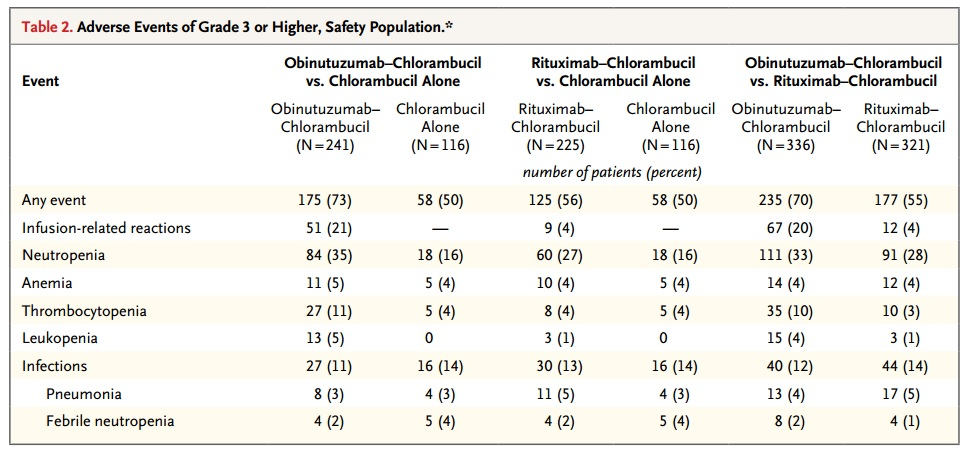 Table 2. Adverse Events of Grade 3 or Higher, Safety Population.*
Event
Obinutuzumab–Chlorambucil
vs. Chlorambucil Alone
Rituximab–Chlorambucil
vs. Chlorambucil Alone
Obinutuzumab–Chlorambucil
vs. Rituximab–Chlorambucil
Obinutuzumab–
Chlorambucil
(N=241)
Chlorambucil
Alone
(N=116)
Rituximab–
Chlorambucil
(N=225)
Chlorambucil
Alone
(N=116)
Obinutuzumab–
Chlorambucil
(N=336)
Rituximab–
Chlorambucil
(N=321)
number of patients (percent)
Any event 175 (73) 58 (50) 125 (56) 58 (50) 235 (70) 177 (55)
Infusion-related reactions 51 (21) — 9 (4) — 67 (20) 12 (4)
Neutropenia 84 (35) 18 (16) 60 (27) 18 (16) 111 (33) 91 (28)
Anemia 11 (5) 5 (4) 10 (4) 5 (4) 14 (4) 12 (4)
Thrombocytopenia 27 (11) 5 (4) 8 (4) 5 (4) 35 (10) 10 (3)
Leukopenia 13 (5) 0 3 (1) 0 15 (4) 3 (1)
Infections 27 (11) 16 (14) 30 (13) 16 (14) 40 (12) 44 (14)
Pneumonia 8 (3) 4 (3) 11 (5) 4 (3) 13 (4) 17 (5)
Febrile neutropenia 4 (2) 5 (4) 4 (2) 5 (4) 8 (2) 4 (1)